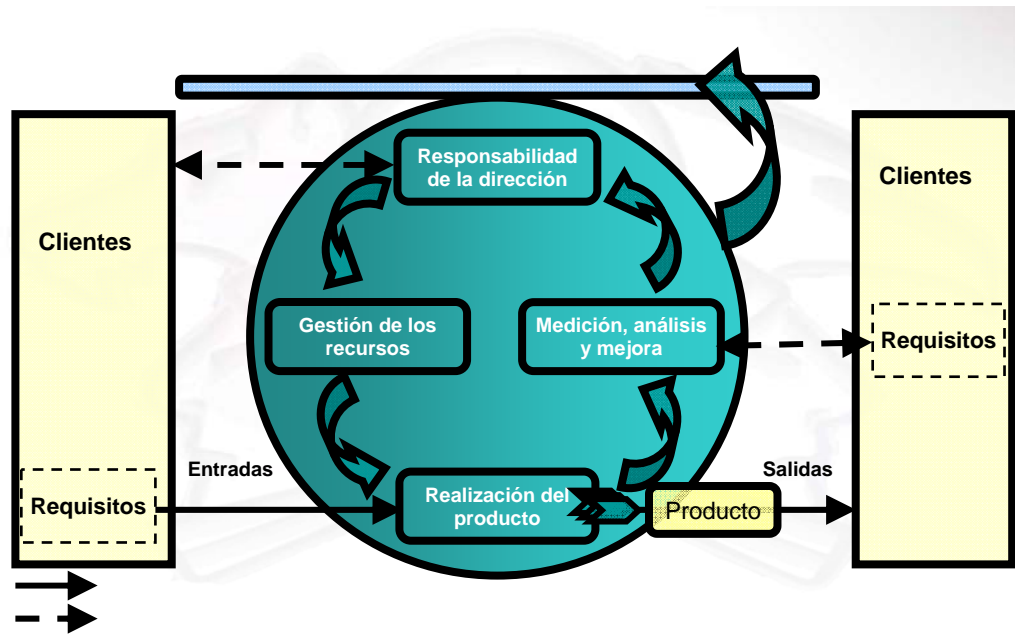 Responsabilidad
de la dirección
Clientes
Clientes
Gestión de los
recursos
Medición, análisis
y mejora
Requisitos
Entradas
Salidas
Requisitos
Realización del
producto
Producto